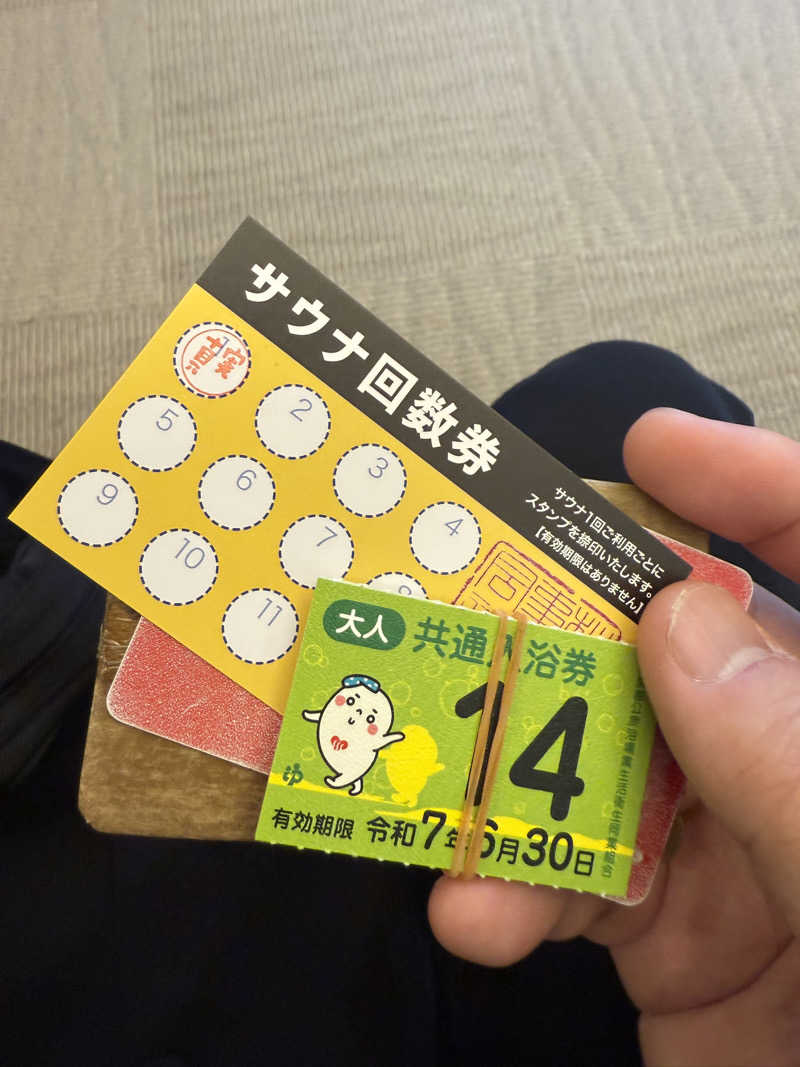 サウナ回数券
サウナ1回ご利用ごとに
スタンプを捺印いたします。
【有効期限はありません】
2
3
4
5
6
7
8
9
10
11
大人
共通入浴券
14
ゆ
有効期限 令和7年6月30日